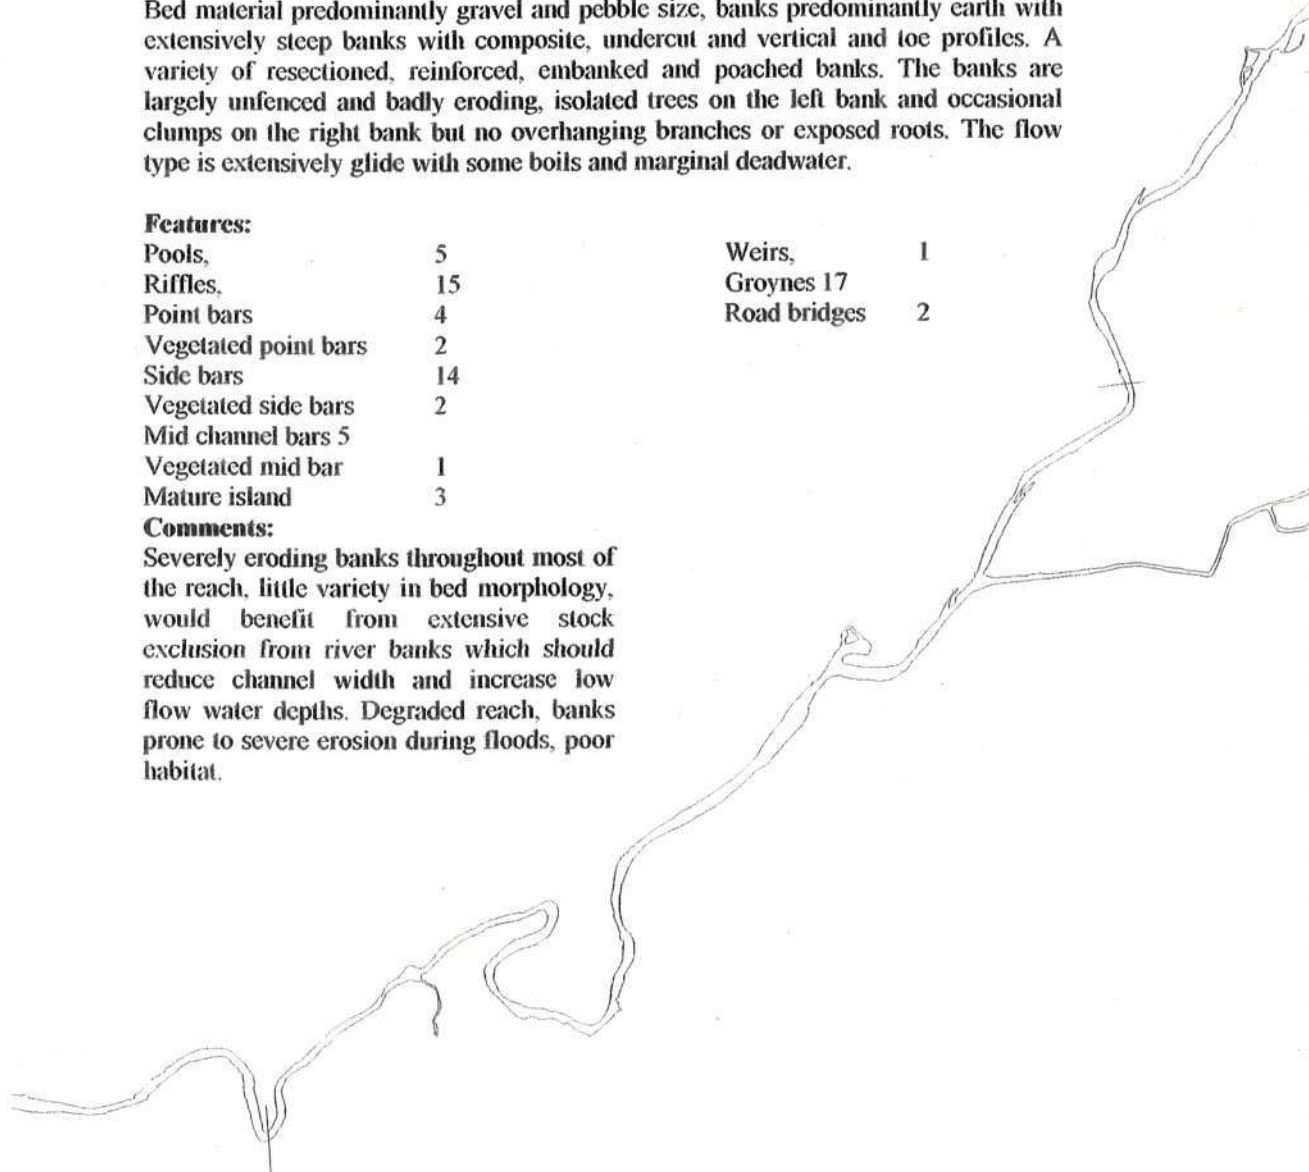 Bed material predominantly gravel and pebble size, banks predominantly earth with
extensively steep banks with composite, undercut and vertical and toe profiles. A
variety of resectioned, reinforced, embanked and poached banks. The banks are
largely unfenced and badly eroding, isolated trees on the left bank and occasional
clumps on the right bank but no overhanging branches or exposed roots. The flow
type is extensively glide with some boils and marginal deadwater.
Features:
Pools, 5
Riffles, 15
Point bars 4
Vegetated point bars 2
Side bars 14
Vegetated side bars 2
Mid channel bars 5
Vegetated mid bar 1
Mature island 3
Weirs, 1
Groynes 17
Road bridges 2
Comments:
Severely eroding banks throughout most of
the reach, little variety in bed morphology,
would benefit from extensive stock
exclusion from river banks which should
reduce channel width and increase low
flow water depths. Degraded reach, banks
prone to severe erosion during floods, poor
habitat.